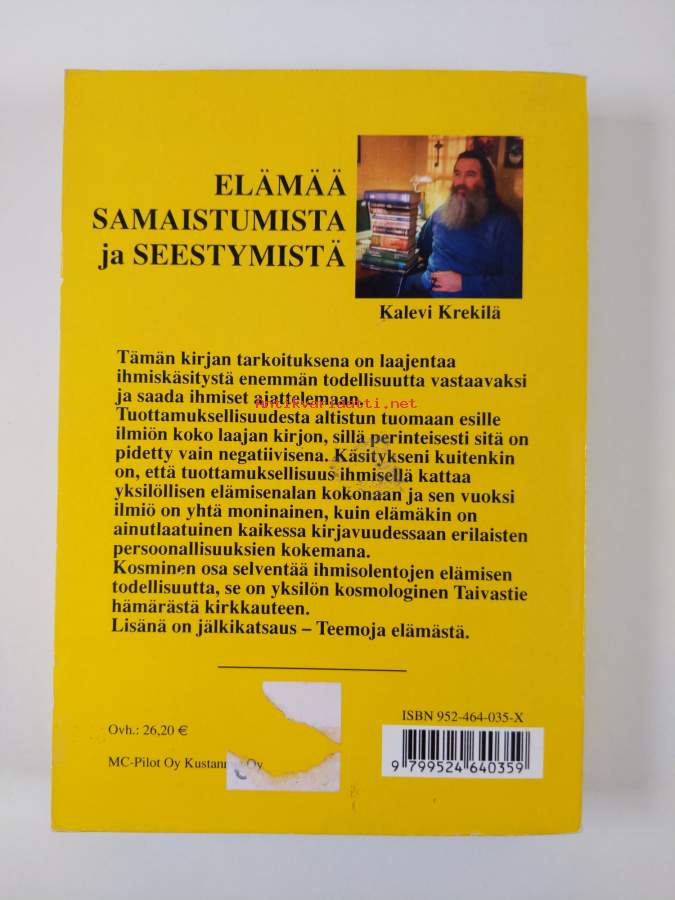 ELÄMÄÄ
SAMAISTUMISTA
ja SEESTYMISTÄ
Kalevi Krekilä
Tämän kirjan tarkoituksena on laajentaa
ihmiskäsitystä enemmän todellisuutta vastaavaksi
ja saada ihmiset ajattelemaan.
Antikvariaatti.net
Tuottamuksellisuudesta altistun tuomaan esille
ilmiön koko laajan kirjon, sillä perinteisesti sitä on
pidetty vain negatiivisena. Käsitykseni kuitenkin
on, että tuottamuksellisuus ihmisellä kattaa
yksilöllisen elämisenalan kokonaan ja sen vuoksi
ilmiö on yhtä moninainen, kuin elämäkin on
ainutlaatuinen kaikessa kirjavuudessaan erilaisten
persoonallisuuksien kokemana.
Kosminen osa selventää ihmisolentojen elämisen
todellisuutta, se on yksilön kosmologinen Taivastie
hämärästä kirkkauteen.
Lisänä on jälkikatsaus – Teemoja elämästä.
Ovh.: 26,20 €
MC-Pilot Oy Oy
ISBN 952-464-035-X
9 799524 640359